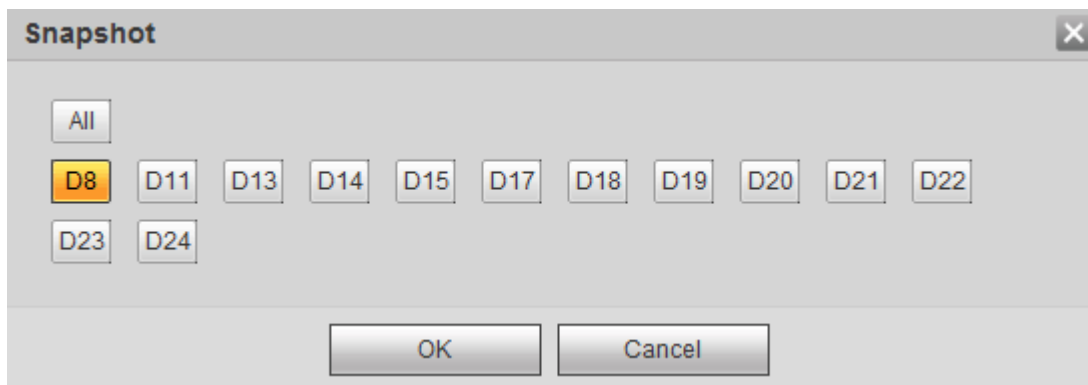 Snapshot
All
D8 D11 D13 D14 D15 D17 D18 D19 D20 D21 D22
D23 D24
OK Cancel